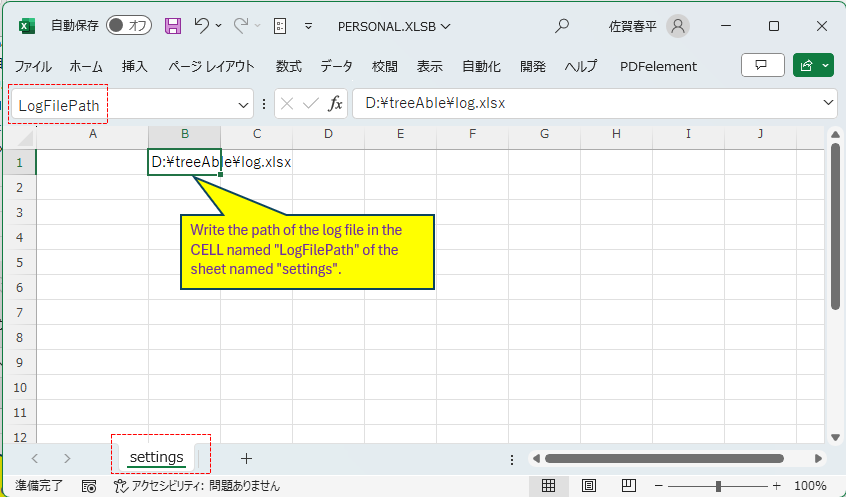 自動保存 オフ PERSONAL.XLSB 佐賀春平
ファイル ホーム 挿入 ページ レイアウト 数式 データ 校閲 表示 自動化 開発 ヘルプ PDFelement
LogFilePath fx D:¥treeAble¥log.xlsx
A B C D E F G H I J
1 D:¥treeAble¥log.xlsx
2
3
Write the path of the log file in the
4
CELL named "LogFilePath" of the
5
sheet named "settings".
6
7
8
9
10
11
12
settings
準備完了 アクセシビリティ: 問題ありません 100%